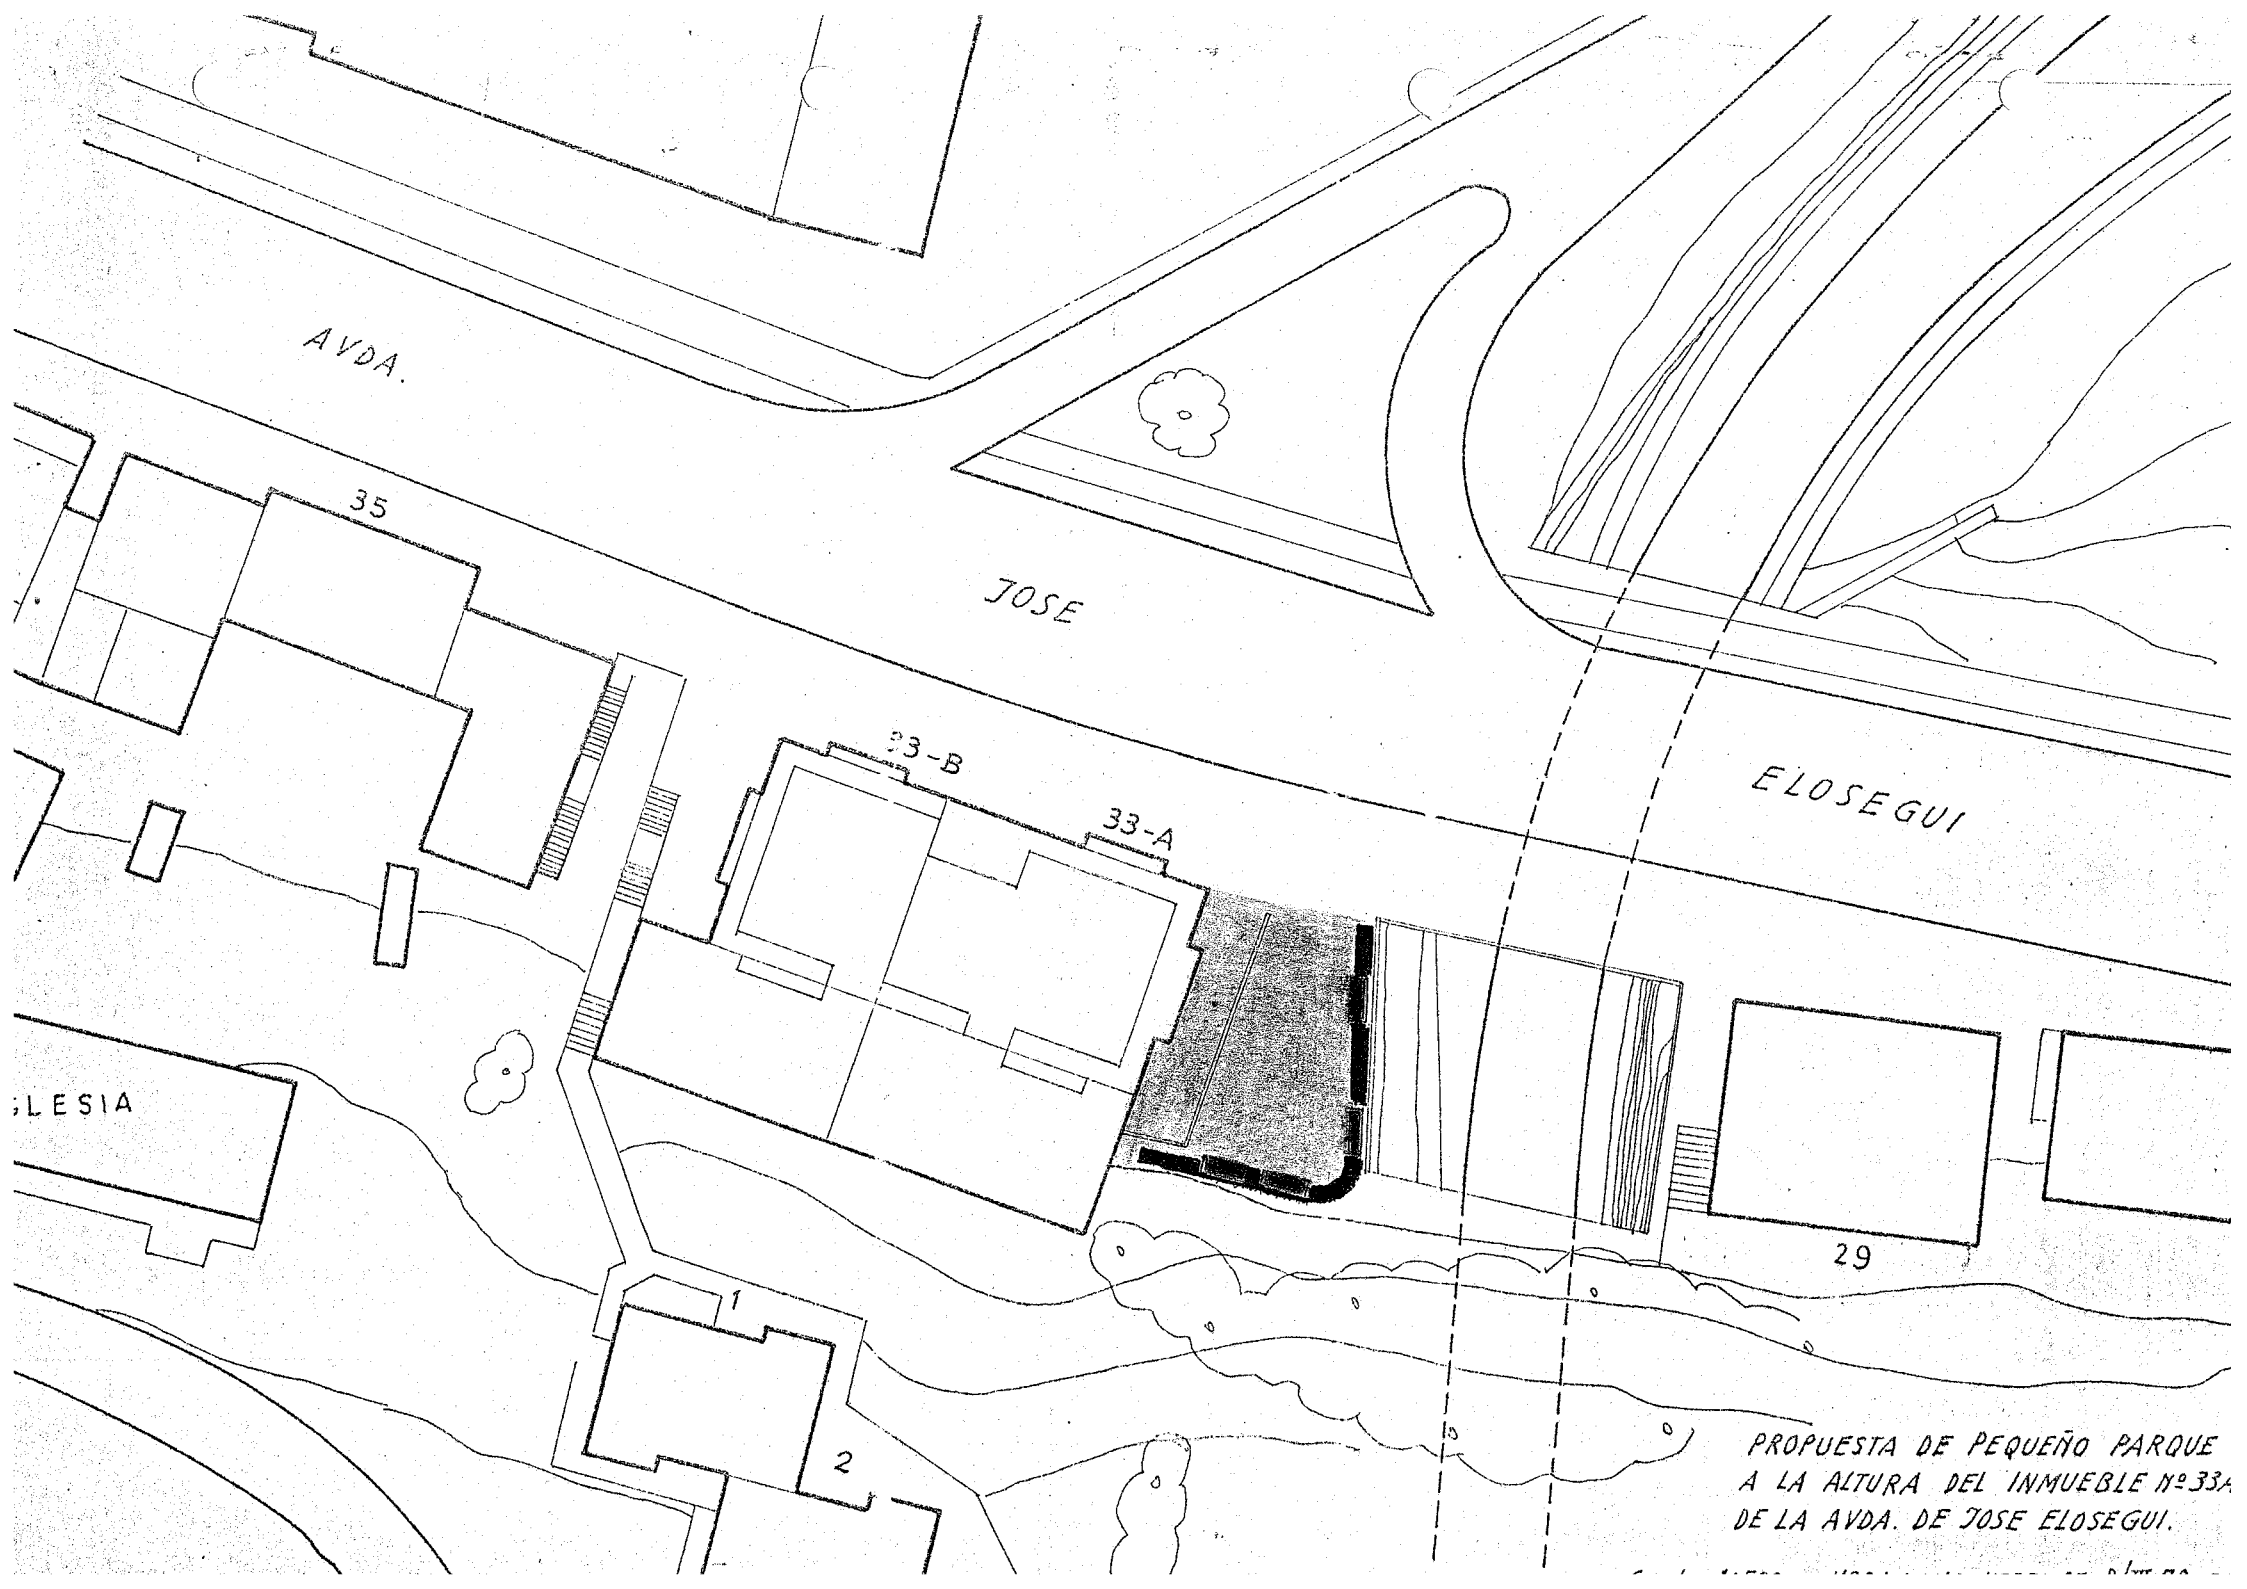 AVDA.
35
JOSE
33-B
33-A
ELOSEGUI
IGLESIA
29
1
2
PROPUESTA DE PEQUEÑO PARQUE
A LA ALTURA DEL INMUEBLE Nº 33A
DE LA AVDA. DE JOSE ELOSEGUI.